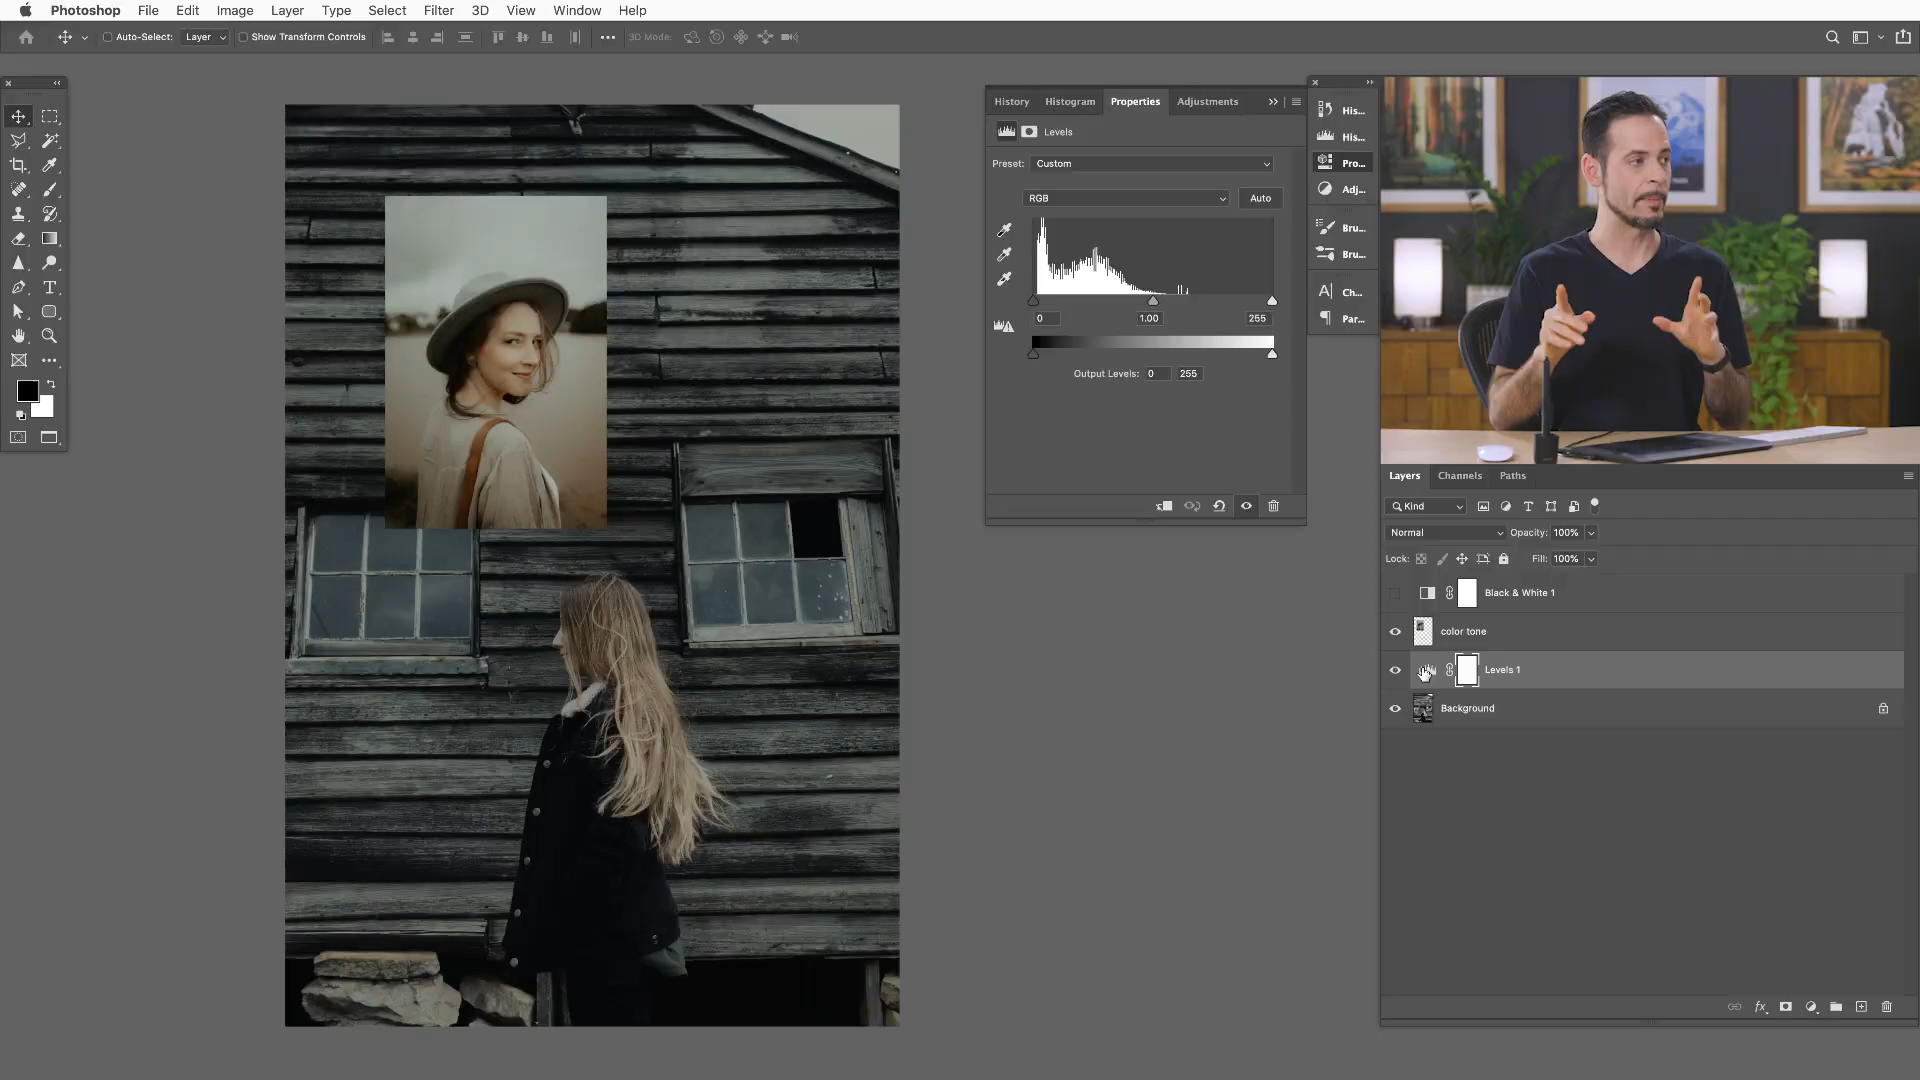 Photoshop File Edit Image Layer Type Select Filter 3D View Window Help
Auto-Select: Layer Show Transform Controls 3D Mode:
History Histogram Properties Adjustments
Levels
Preset: Custom
RGB Auto
0 1.00 255
Output Levels: 0 255
His...
His...
Pro...
Adj...
Bru...
Bru...
Ch...
Par...
Layers Channels Paths
Kind
Normal Opacity: 100%
Lock: Fill: 100%
Black & White 1
color tone
Levels 1
Background
fx